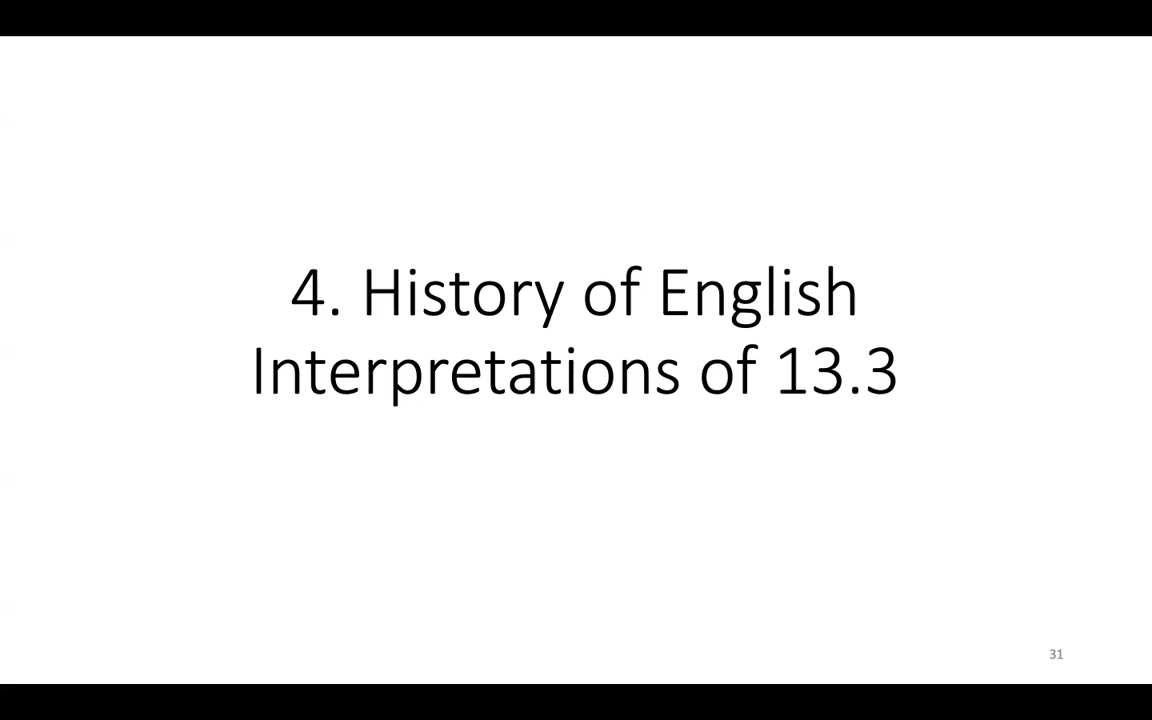 4. History of English
Interpretations of 13.3
31